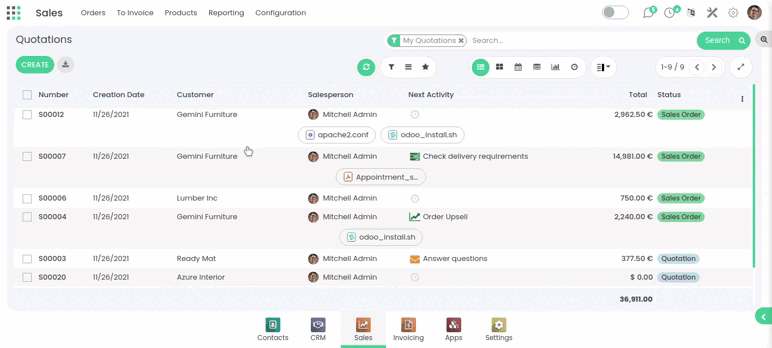 Sales Orders To Invoice Products Reporting Configuration 5 4
Quotations My Quotations × Search... Search
CREATE 1-9 / 9
Number Creation Date Customer Salesperson Next Activity Total Status
S00012 11/26/2021 Gemini Furniture Mitchell Admin 2,962.50 € Sales Order
apache2.conf odoo_install.sh
S00007 11/26/2021 Gemini Furniture Mitchell Admin Check delivery requirements 14,981.00 € Sales Order
Appointment_s...
S00006 11/26/2021 Lumber Inc Mitchell Admin 750.00 € Sales Order
S00004 11/26/2021 Gemini Furniture Mitchell Admin Order Upsell 2,240.00 € Sales Order
odoo_install.sh
S00003 11/26/2021 Ready Mat Mitchell Admin Answer questions 377.50 € Quotation
S00020 11/26/2021 Azure Interior Mitchell Admin $ 0.00 Quotation
36,911.00
Contacts CRM Sales Invoicing Apps Settings